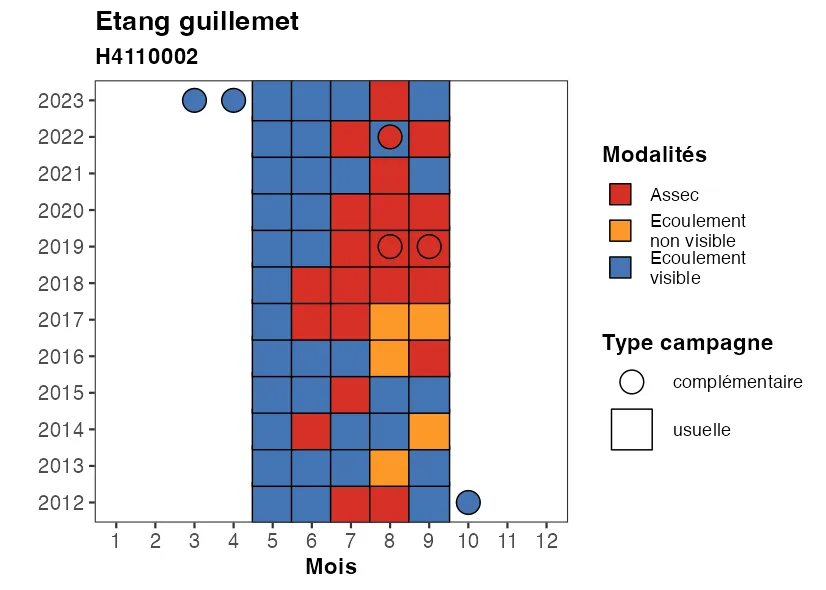 Etang guillemet
H4110002
2023
2022
2021
2020
2019
2018
2017
2016
2015
2014
2013
2012
1 2 3 4 5 6 7 8 9 10 11 12
Mois
Modalités
Assec
Ecoulement
non visible
Ecoulement
visible
Type campagne
complémentaire
usuelle